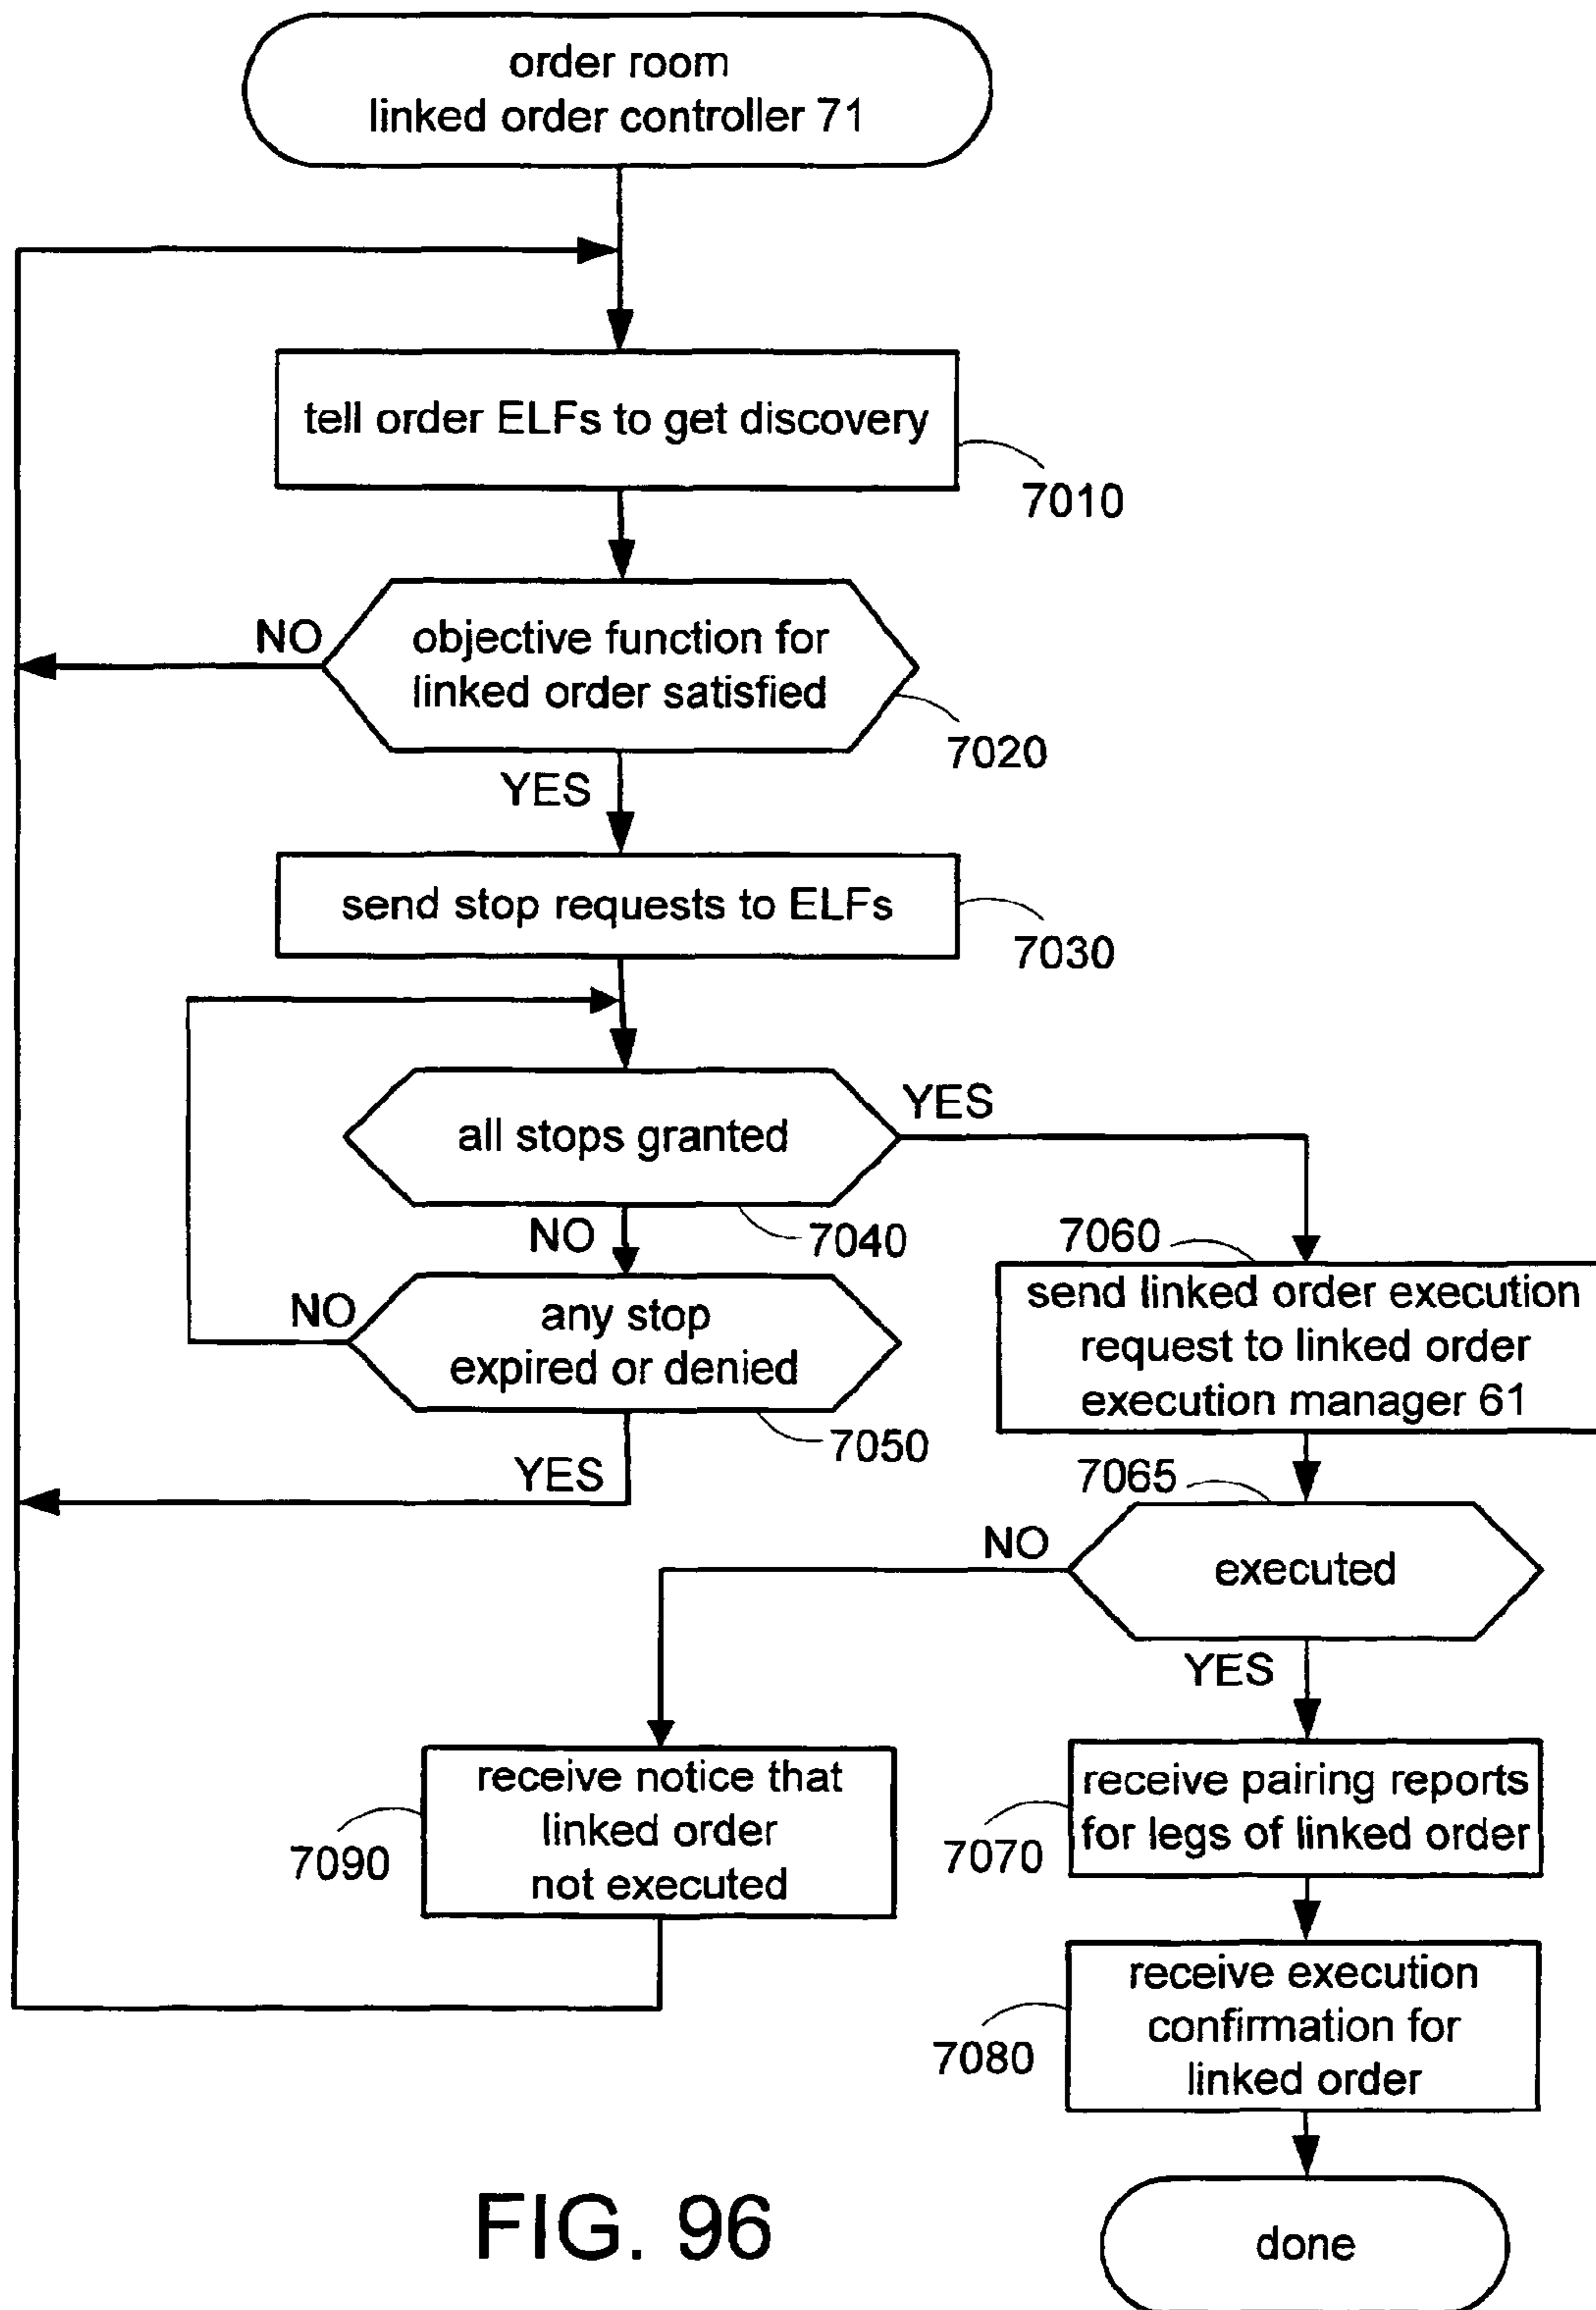 order room
linked order controller 71
tell order ELFs to get discovery
7010
NO
objective function for
linked order satisfied
7020
YES
send stop requests to ELFs
7030
YES
all stops granted
7040
NO
7060
send linked order execution
request to linked order
execution manager 61
NO
any stop
expired or denied
7050
YES
7065
NO
executed
YES
receive notice that
linked order
not executed
7090
receive pairing reports
for legs of linked order
7070
receive execution
confirmation for
linked order
7080
done
FIG. 96